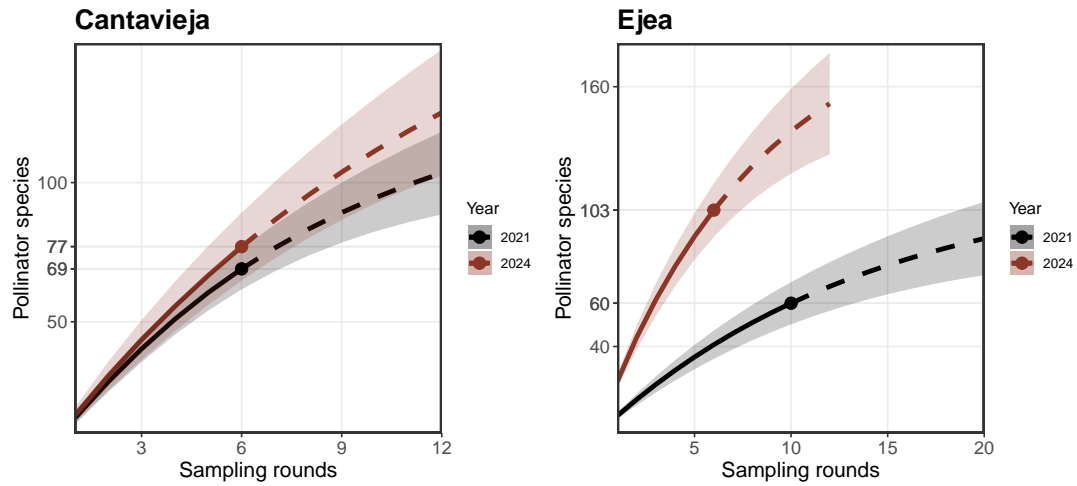 Cantavieja
Pollinator species
100
77
69
50
3
6
9
12
Sampling rounds
Year
2021
2024
Ejea
Pollinator species
160
103
60
40
5
10
15
20
Sampling rounds
Year
2021
2024